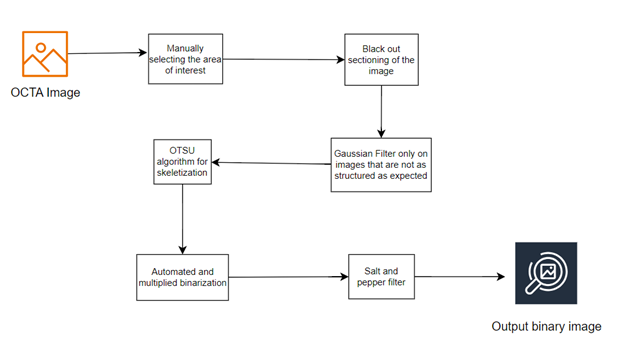 OCTA Image
Manually
selecting the area
of interest
Black out
sectioning of the
image
Gaussian Filter only on
images that are not as
structured as expected
OTSU
algorithm for
skeletization
Automated and
multiplied binarization
Salt and
pepper filter
Output binary image